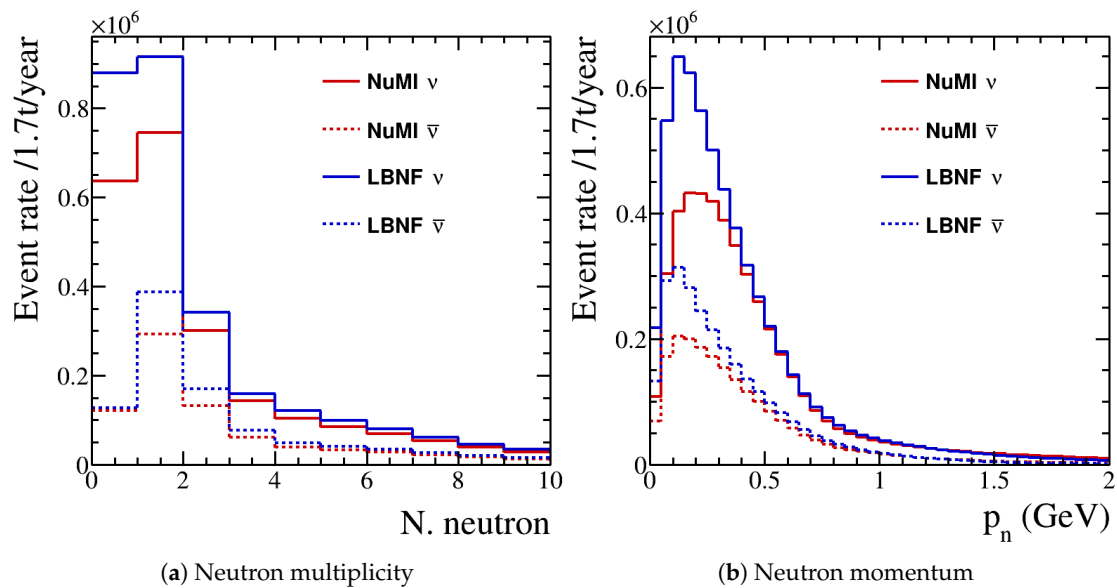 ×10⁶
Event rate /1.7t/year
0.8
0.6
0.4
0.2
0
0 2 4 6 8 10
N. neutron
NuMI ν
NuMI ν̅
LBNF ν
LBNF ν̅
(a) Neutron multiplicity
×10⁶
Event rate /1.7t/year
0.6
0.4
0.2
0
0 0.5 1 1.5 2
pₙ (GeV)
NuMI ν
NuMI ν̅
LBNF ν
LBNF ν̅
(b) Neutron momentum